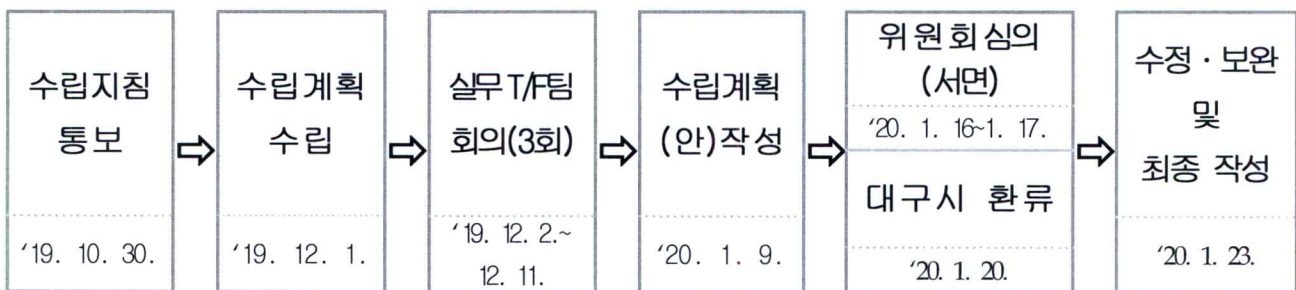 수립지침
통보
'19. 10. 30.
⇨
수립계획
수립
'19. 12. 1.
⇨
실무T/F팀
회의(3회)
'19. 12. 2.~
12. 11.
⇨
수립계획
(안)작성
'20. 1. 9.
⇨
위원회심의
(서면)
'20. 1. 16~1. 17.
대구시 환류
'20. 1. 20.
⇨
수정·보완
및
최종 작성
'20. 1. 23.